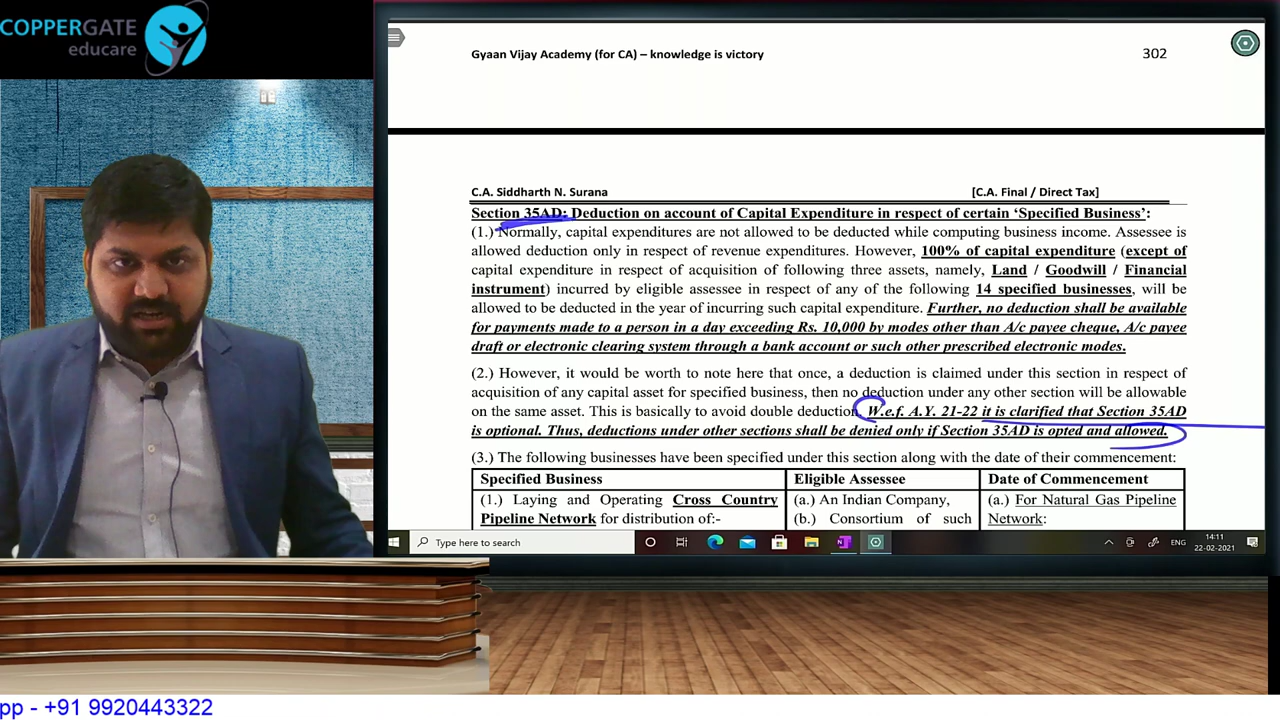 COPPERGATE
educare
Gyaan Vijay Academy (for CA) – knowledge is victory
302
C.A. Siddharth N. Surana
[C.A. Final / Direct Tax]
Section 35AD: Deduction on account of Capital Expenditure in respect of certain ‘Specified Business’:
(1.) Normally, capital expenditures are not allowed to be deducted while computing business income. Assessee is
allowed deduction only in respect of revenue expenditures. However, 100% of capital expenditure (except of
capital expenditure in respect of acquisition of following three assets, namely, Land / Goodwill / Financial
instrument) incurred by eligible assessee in respect of any of the following 14 specified businesses, will be
allowed to be deducted in the year of incurring such capital expenditure. Further, no deduction shall be available
for payments made to a person in a day exceeding Rs. 10,000 by modes other than A/c payee cheque, A/c payee
draft or electronic clearing system through a bank account or such other prescribed electronic modes.
(2.) However, it would be worth to note here that once, a deduction is claimed under this section in respect of
acquisition of any capital asset for specified business, then no deduction under any other section will be allowable
on the same asset. This is basically to avoid double deduction. W.e.f. A.Y. 21-22 it is clarified that Section 35AD
is optional. Thus, deductions under other sections shall be denied only if Section 35AD is opted and allowed.
(3.) The following businesses have been specified under this section along with the date of their commencement:
Specified Business
Eligible Assessee
Date of Commencement
(1.) Laying and Operating Cross Country
Pipeline Network for distribution of:-
(a.) An Indian Company,
(b.) Consortium of such
(a.) For Natural Gas Pipeline
Network:
Type here to search
ENG
14:11
22-02-2021
pp - +91 9920443322